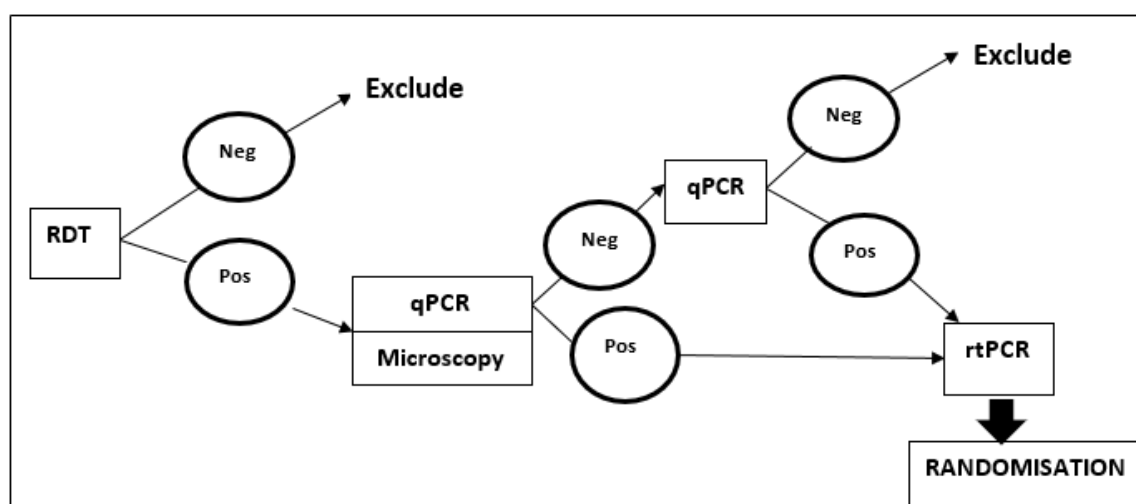 Exclude
Neg
RDT
Pos
qPCR
Microscopy
Neg
Pos
qPCR
Exclude
Neg
Pos
rtPCR
RANDOMISATION